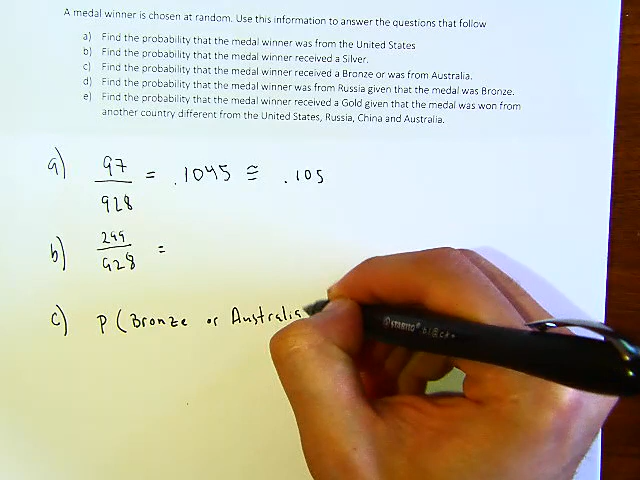 A medal winner is chosen at random. Use this information to answer the questions that follow
a) Find the probability that the medal winner was from the United States
b) Find the probability that the medal winner received a Silver.
c) Find the probability that the medal winner received a Bronze or was from Australia.
d) Find the probability that the medal winner was from Russia given that the medal was Bronze.
e) Find the probability that the medal winner received a Gold given that the medal was won from
another country different from the United States, Russia, China and Australia.
a) 97/928 = .1045 ≅ .105
b) 299/928 =
c) P (Bronze or Australia